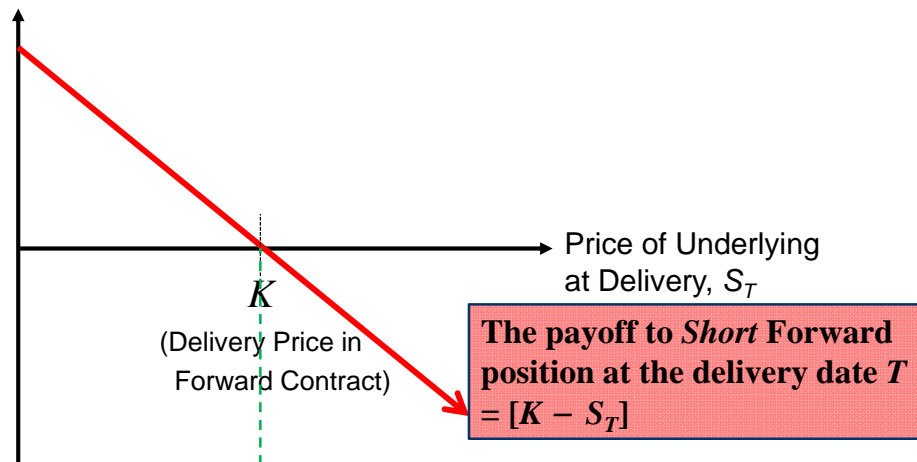 Price of Underlying
at Delivery, S_T
K
(Delivery Price in
Forward Contract)
The payoff to Short Forward
position at the delivery date T
= [K − S_T]